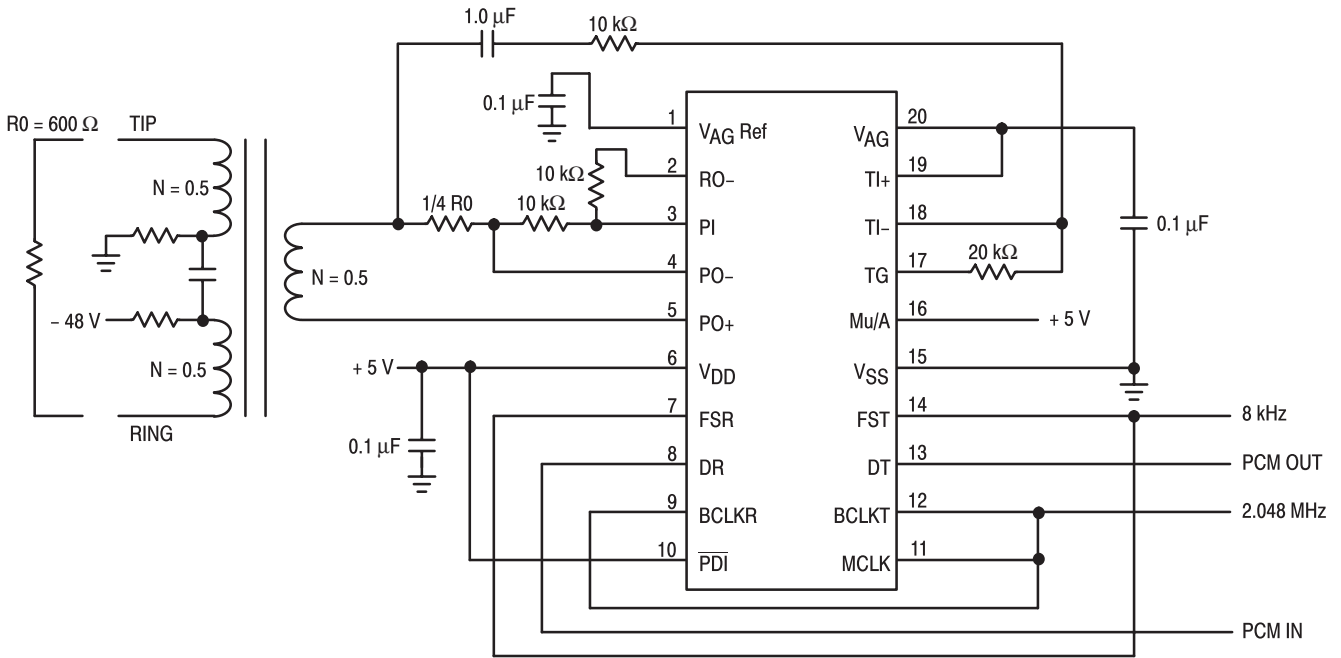 1.0 μF
10 kΩ
0.1 μF
R0 = 600 Ω
TIP
N = 0.5
– 48 V
N = 0.5
RING
N = 0.5
1/4 R0
10 kΩ
10 kΩ
+ 5 V
0.1 μF
1
VAG Ref
2
RO–
3
PI
4
PO–
5
PO+
6
VDD
7
FSR
8
DR
9
BCLKR
10
PDI
20
VAG
19
TI+
18
TI–
17
TG
16
Mu/A
15
VSS
14
FST
13
DT
12
BCLKT
11
MCLK
20 kΩ
0.1 μF
+ 5 V
8 kHz
PCM OUT
2.048 MHz
PCM IN